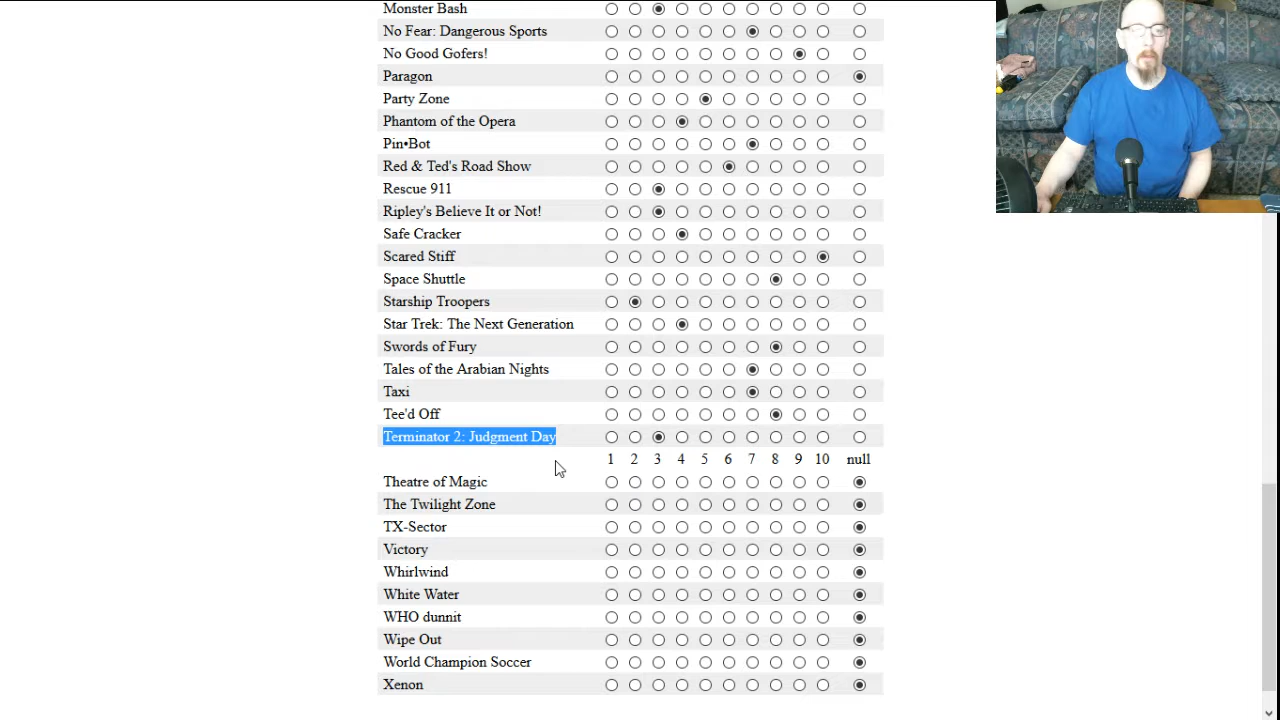 Monster Bash
No Fear: Dangerous Sports
No Good Gofers!
Paragon
Party Zone
Phantom of the Opera
Pin•Bot
Red & Ted's Road Show
Rescue 911
Ripley's Believe It or Not!
Safe Cracker
Scared Stiff
Space Shuttle
Starship Troopers
Star Trek: The Next Generation
Swords of Fury
Tales of the Arabian Nights
Taxi
Tee'd Off
Terminator 2: Judgment Day
1 2 3 4 5 6 7 8 9 10 null
Theatre of Magic
The Twilight Zone
TX-Sector
Victory
Whirlwind
White Water
WHO dunnit
Wipe Out
World Champion Soccer
Xenon